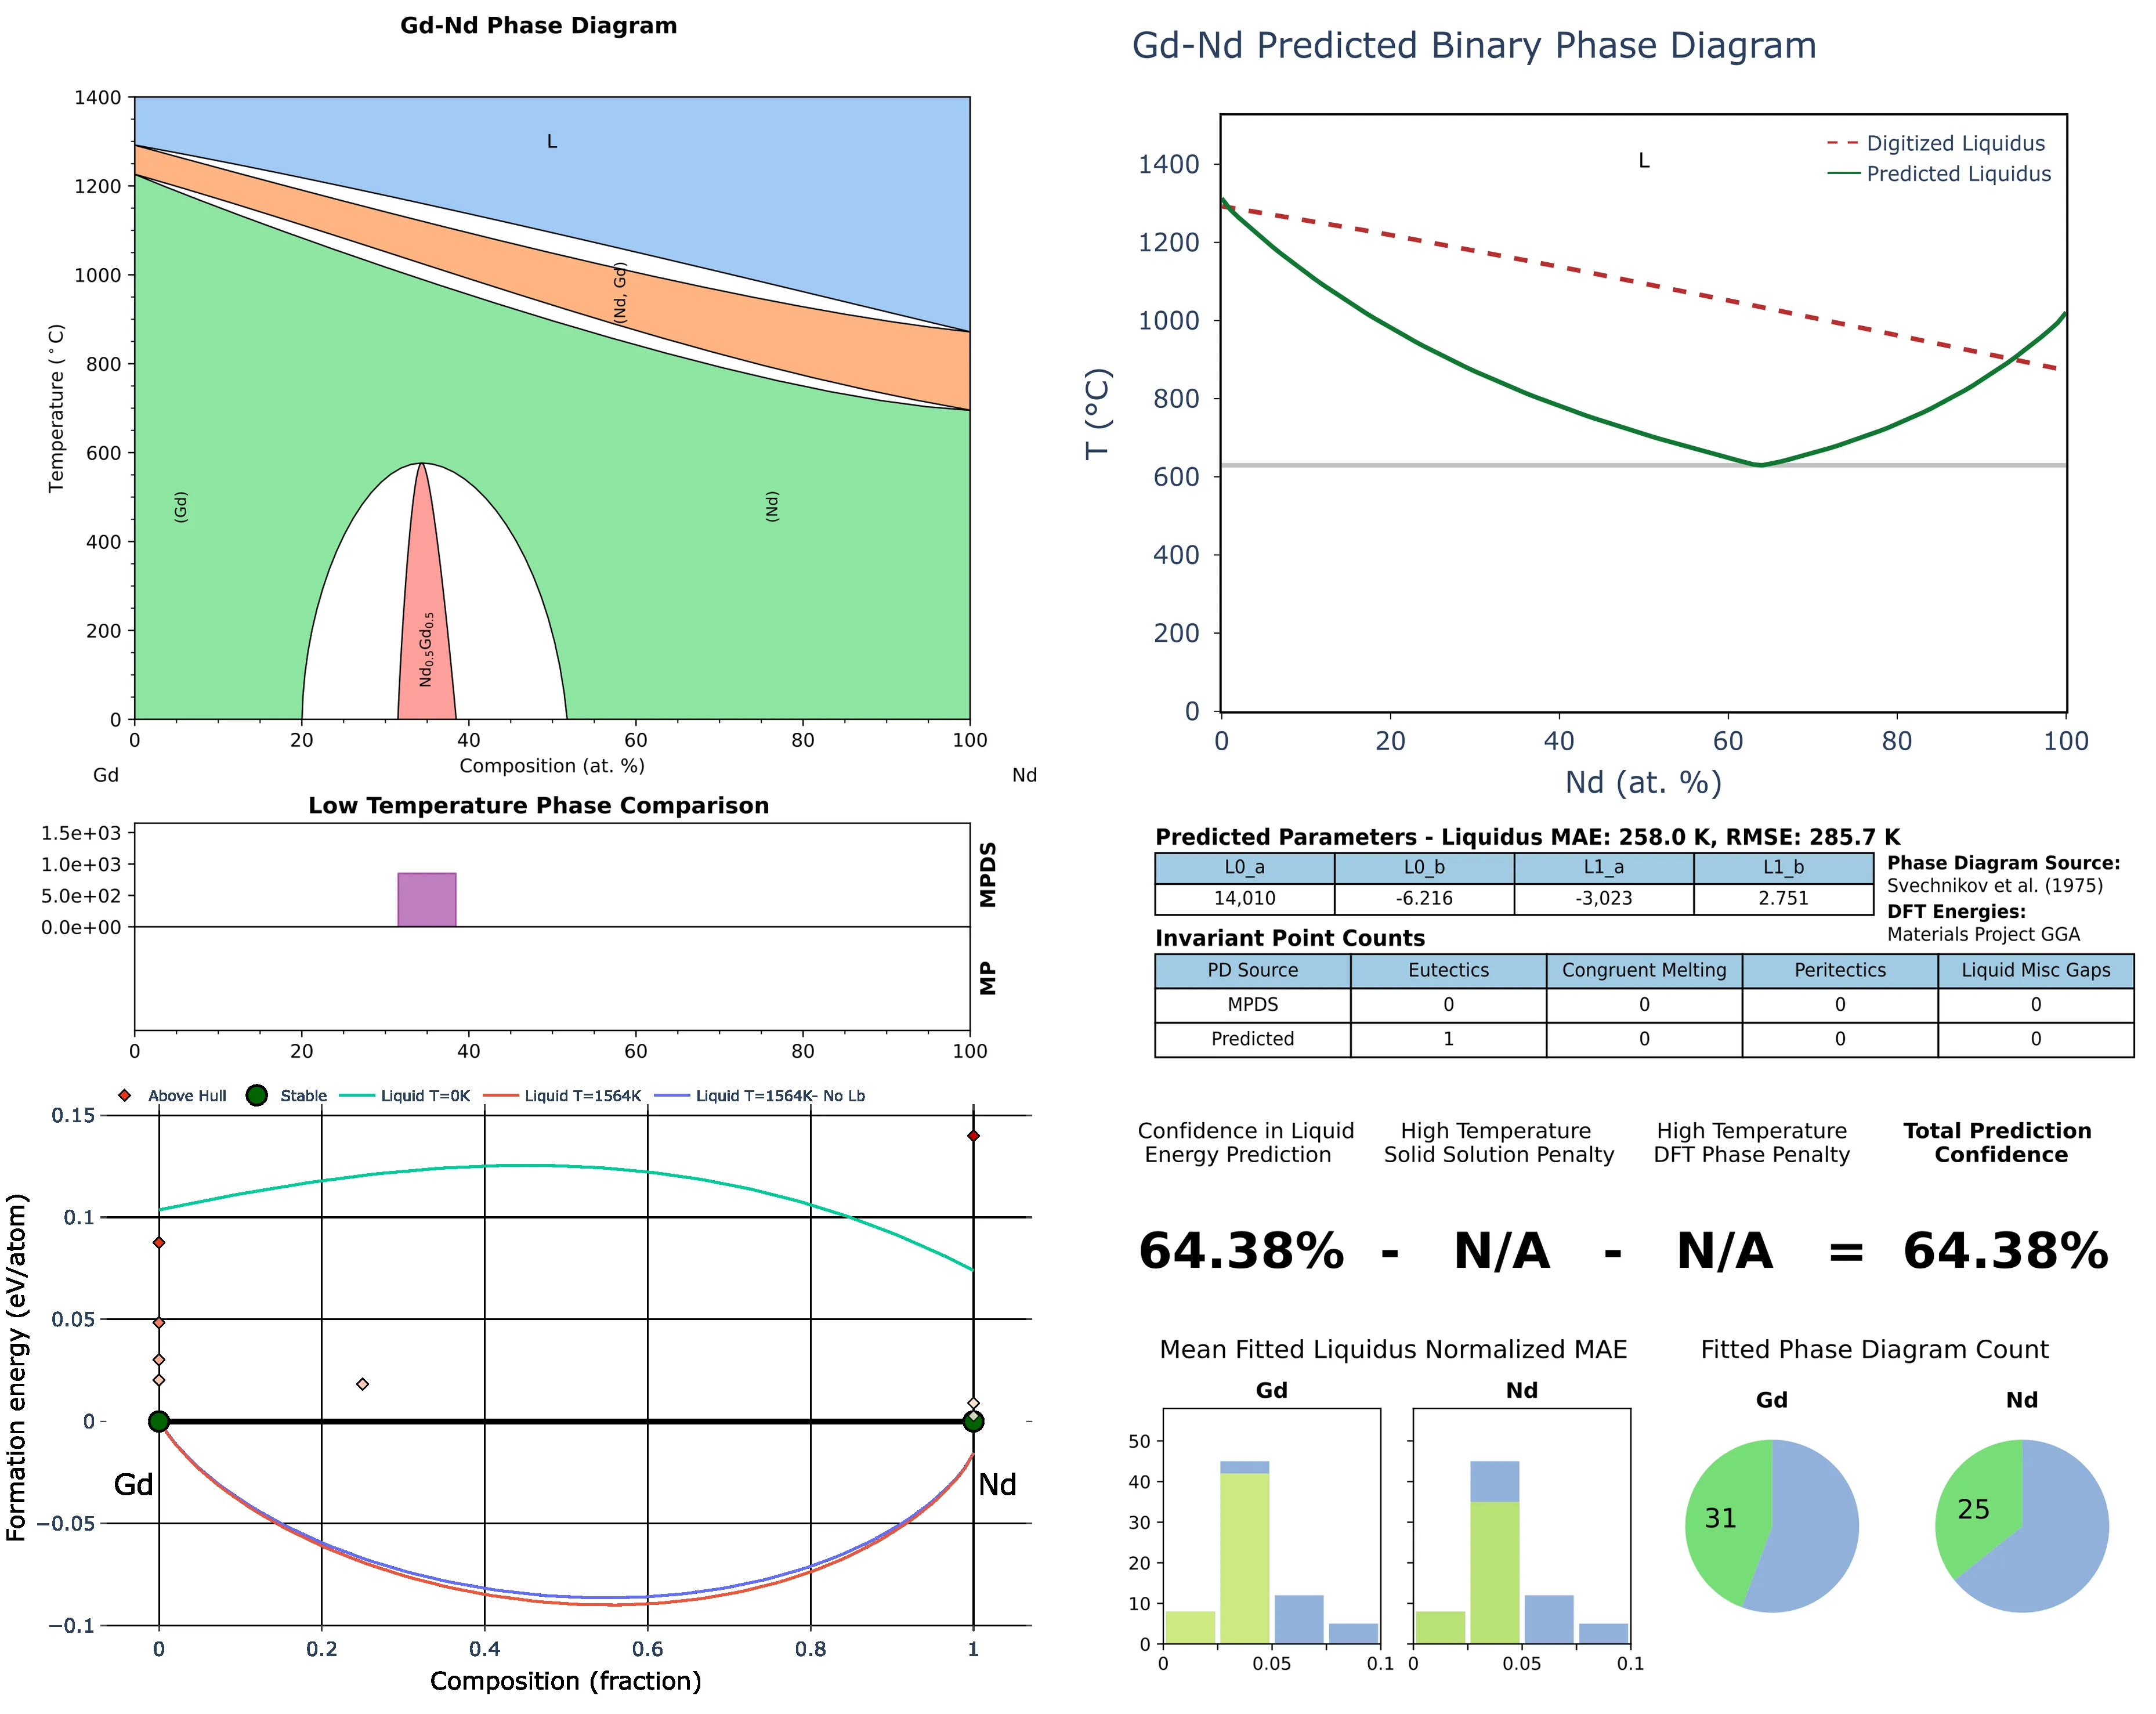 Gd-Nd Phase Diagram
1400
1200
1000
800
600
400
200
0
Temperature (°C)
L
(Nd, Gd)
(Gd)
(Nd)
Nd0.5Gd0.5
0 20 40 60 80 100
Composition (at. %)
Gd
Nd
Low Temperature Phase Comparison
1.5e+03
1.0e+03
5.0e+02
0.0e+00
MPDS
MP
0 20 40 60 80 100
Above Hull Stable Liquid T=0K Liquid T=1564K Liquid T=1564K- No Lb
0.15
0.1
0.05
0
−0.05
−0.1
Formation energy (eV/atom)
Gd
Nd
0 0.2 0.4 0.6 0.8 1
Composition (fraction)
Gd-Nd Predicted Binary Phase Diagram
L
Digitized Liquidus
Predicted Liquidus
1400
1200
1000
800
600
400
200
0
T (°C)
0 20 40 60 80 100
Nd (at. %)
Predicted Parameters - Liquidus MAE: 258.0 K, RMSE: 285.7 K
L0_a L0_b L1_a L1_b
14,010 -6.216 -3,023 2.751
Phase Diagram Source:
Svechnikov et al. (1975)
DFT Energies:
Materials Project GGA
Invariant Point Counts
PD Source Eutectics Congruent Melting Peritectics Liquid Misc Gaps
MPDS 0 0 0 0
Predicted 1 0 0 0
Confidence in Liquid
Energy Prediction
High Temperature
Solid Solution Penalty
High Temperature
DFT Phase Penalty
Total Prediction
Confidence
64.38% - N/A - N/A = 64.38%
Mean Fitted Liquidus Normalized MAE
Gd
Nd
50
40
30
20
10
0
0 0.05 0.1
0 0.05 0.1
Fitted Phase Diagram Count
Gd
Nd
31
25